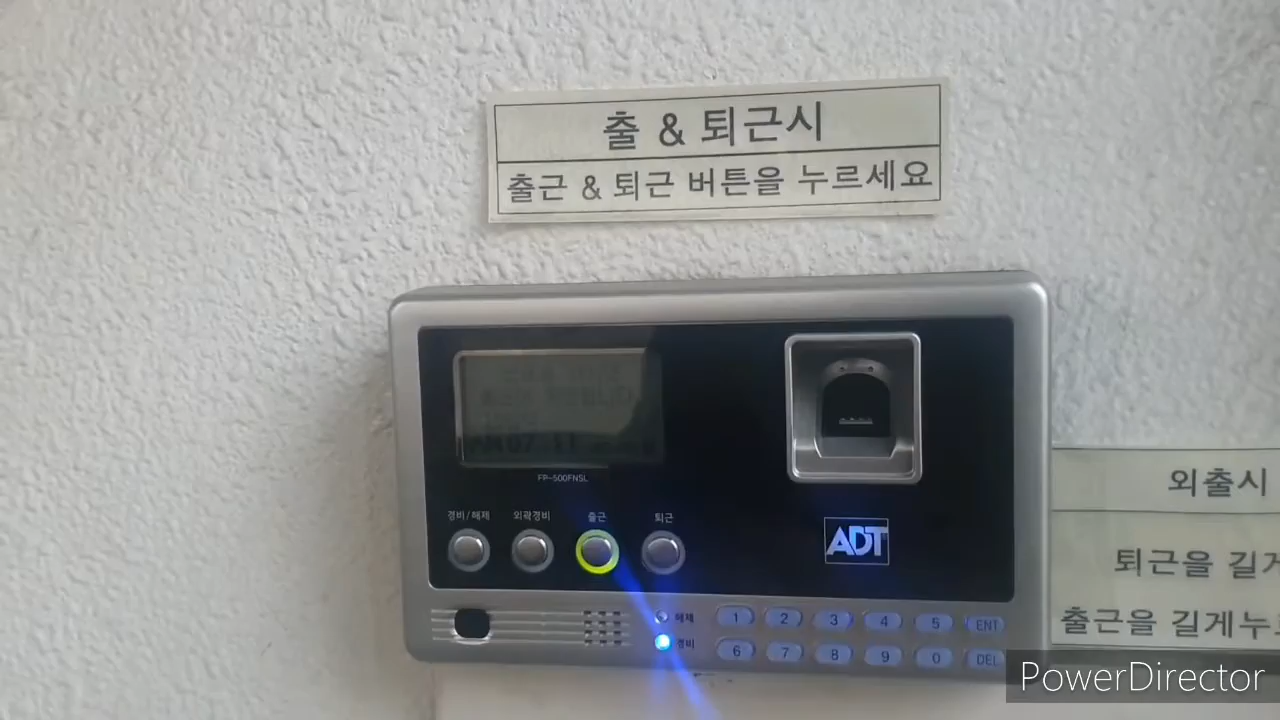 출 & 퇴근시
출근 & 퇴근 버튼을 누르세요
FP-500FNSL
경비/해제 외곽경비 출근 퇴근
ADT
해제
경비
1 2 3 4 5 ENT
6 7 8 9 0 DEL
외출시
퇴근을 길게
출근을 길게누
PowerDirector